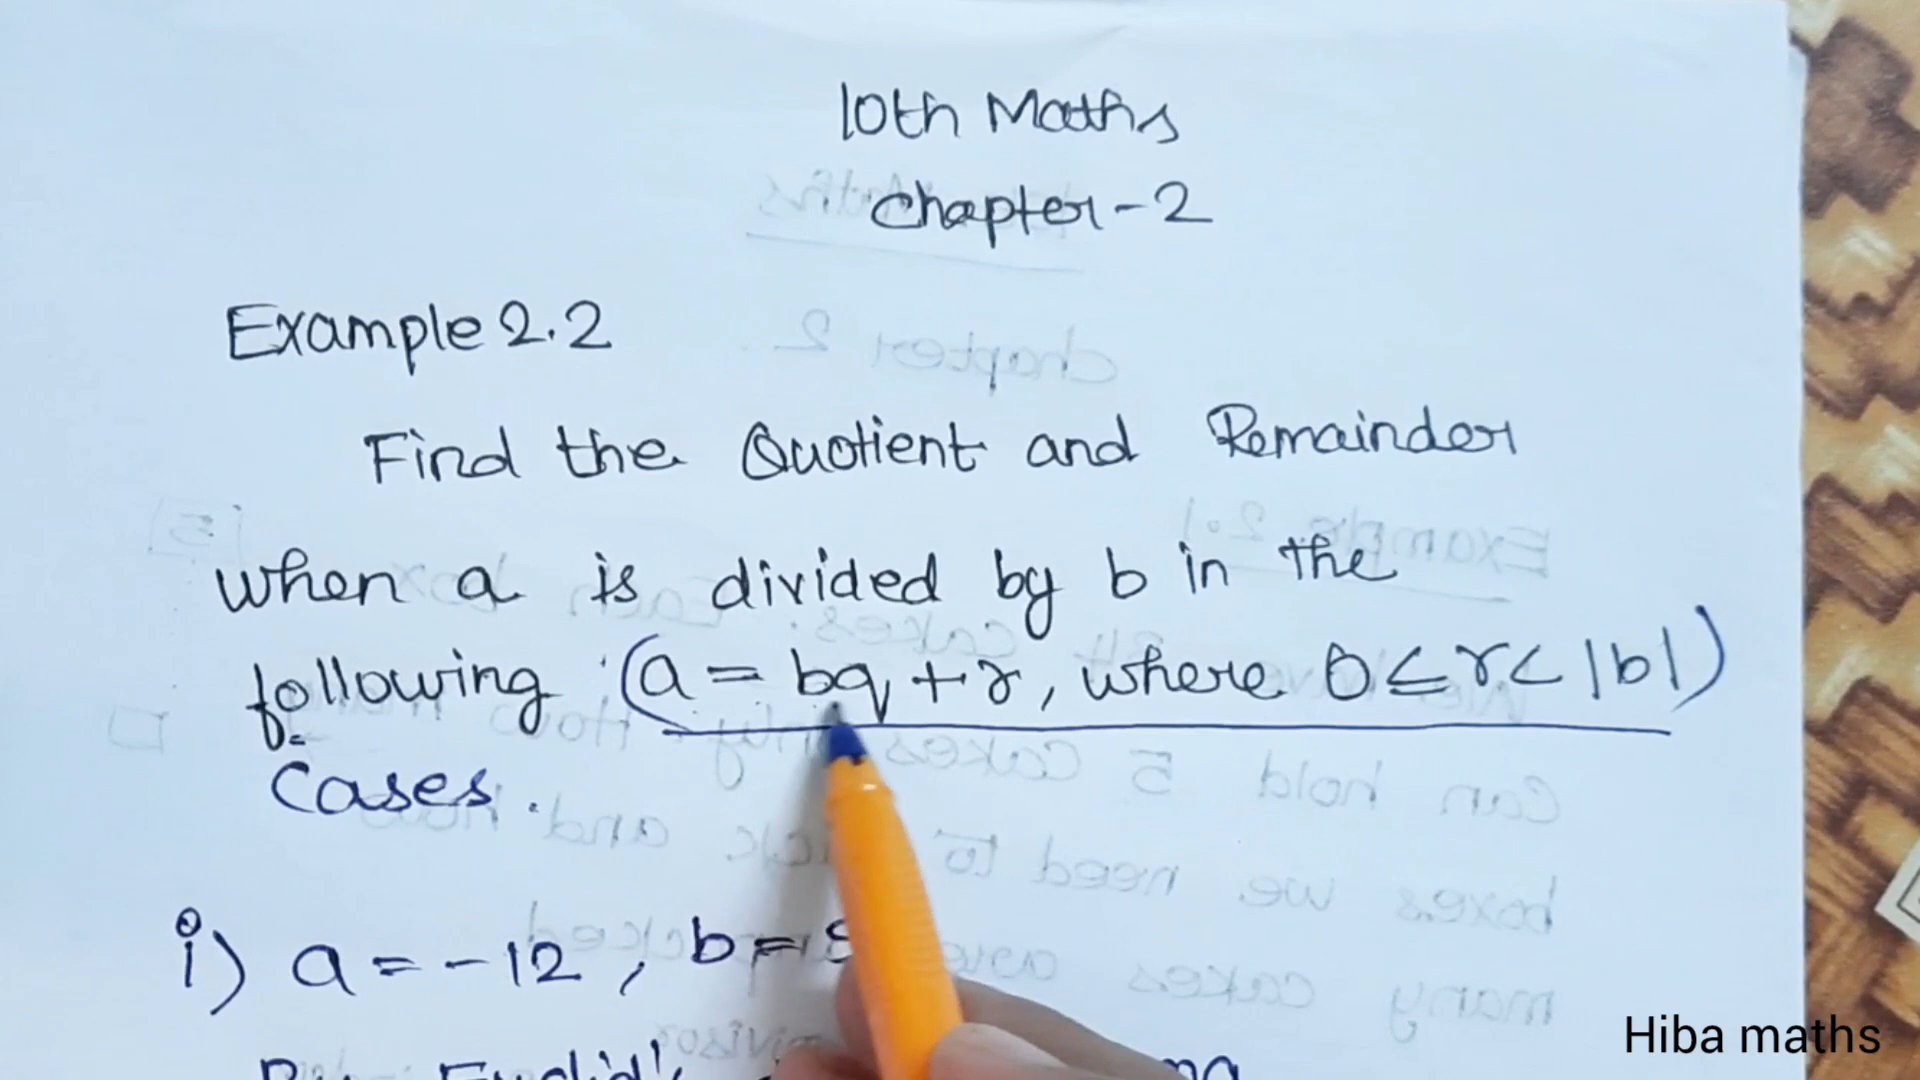 10th Maths
Chapter-2
Example 2.2
Find the Quotient and Remainder
when a is divided by b in the
following (a = bq + r, where 0 ≤ r < |b|)
Cases.
i) a = -12, b =
Hiba maths